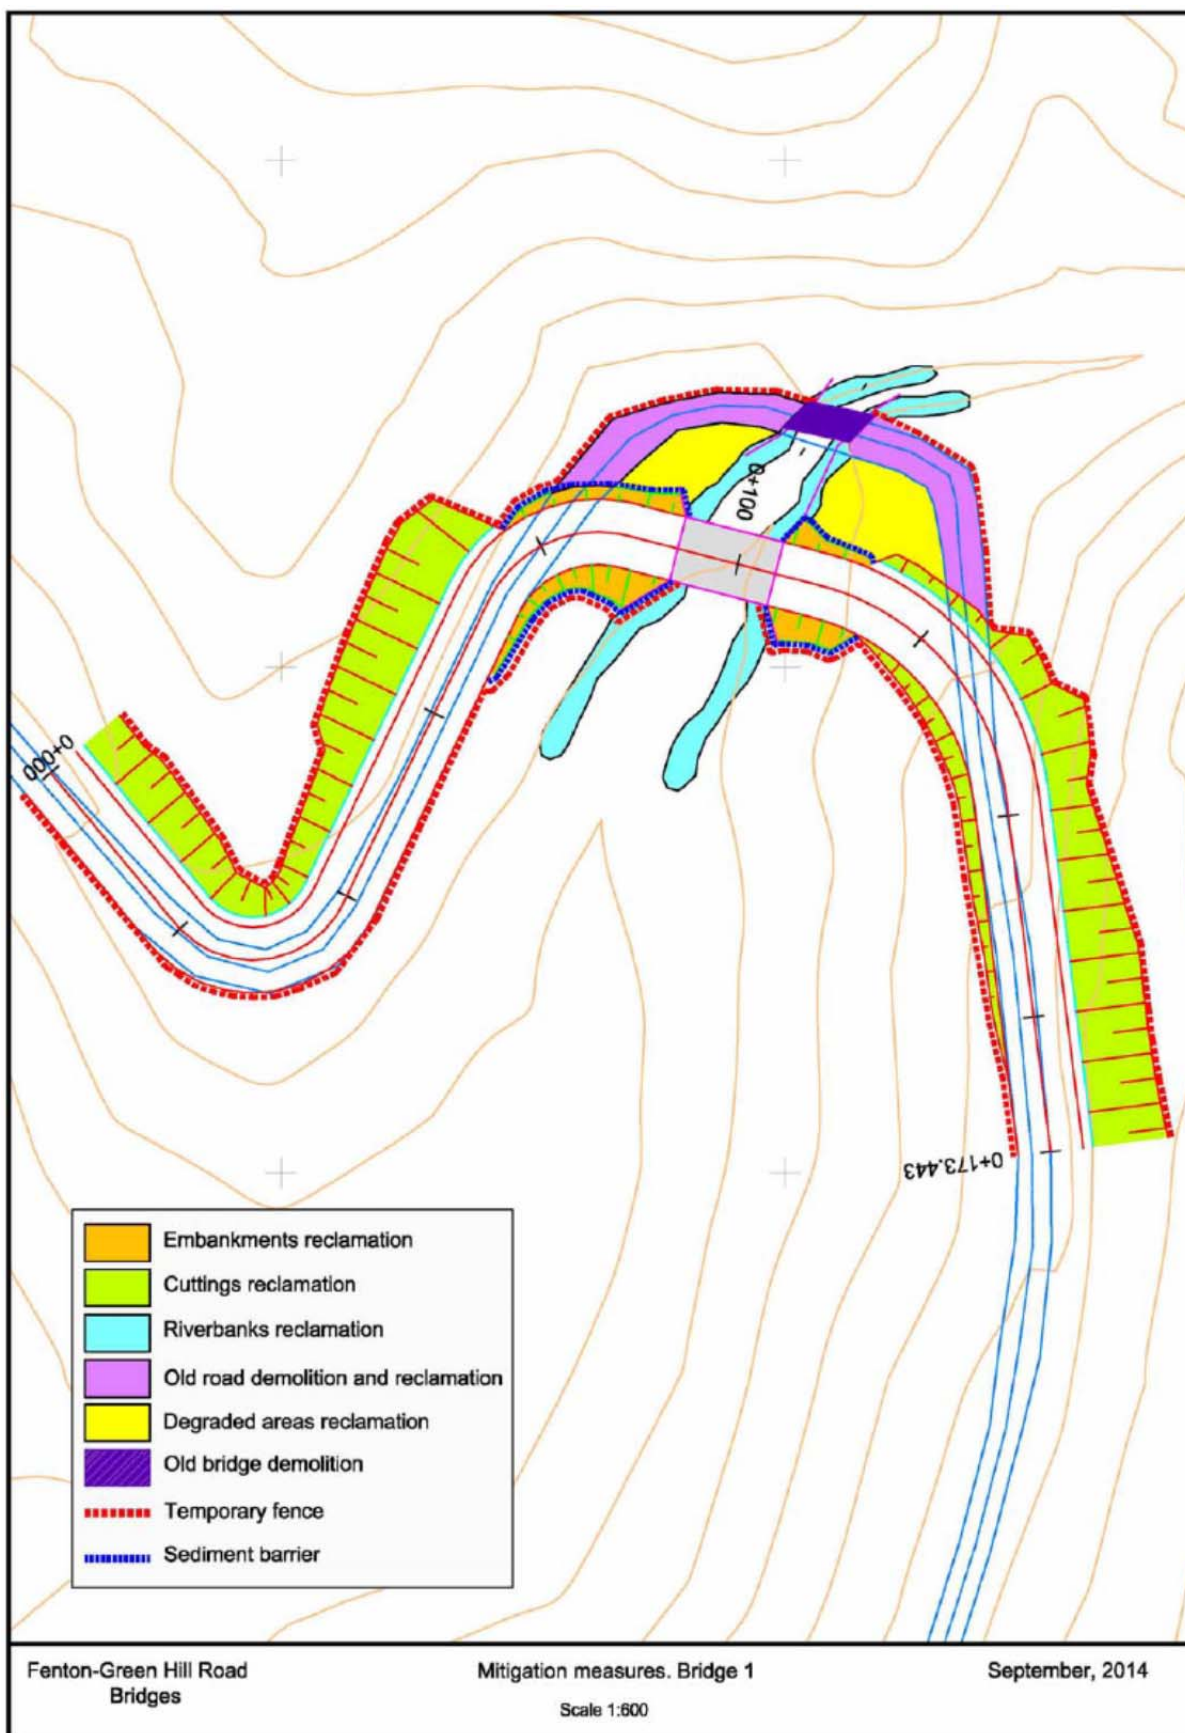 0+100
0+000
0+173.443
Embankments reclamation
Cuttings reclamation
Riverbanks reclamation
Old road demolition and reclamation
Degraded areas reclamation
Old bridge demolition
Temporary fence
Sediment barrier
Fenton-Green Hill Road
Bridges
Mitigation measures. Bridge 1
Scale 1:600
September, 2014